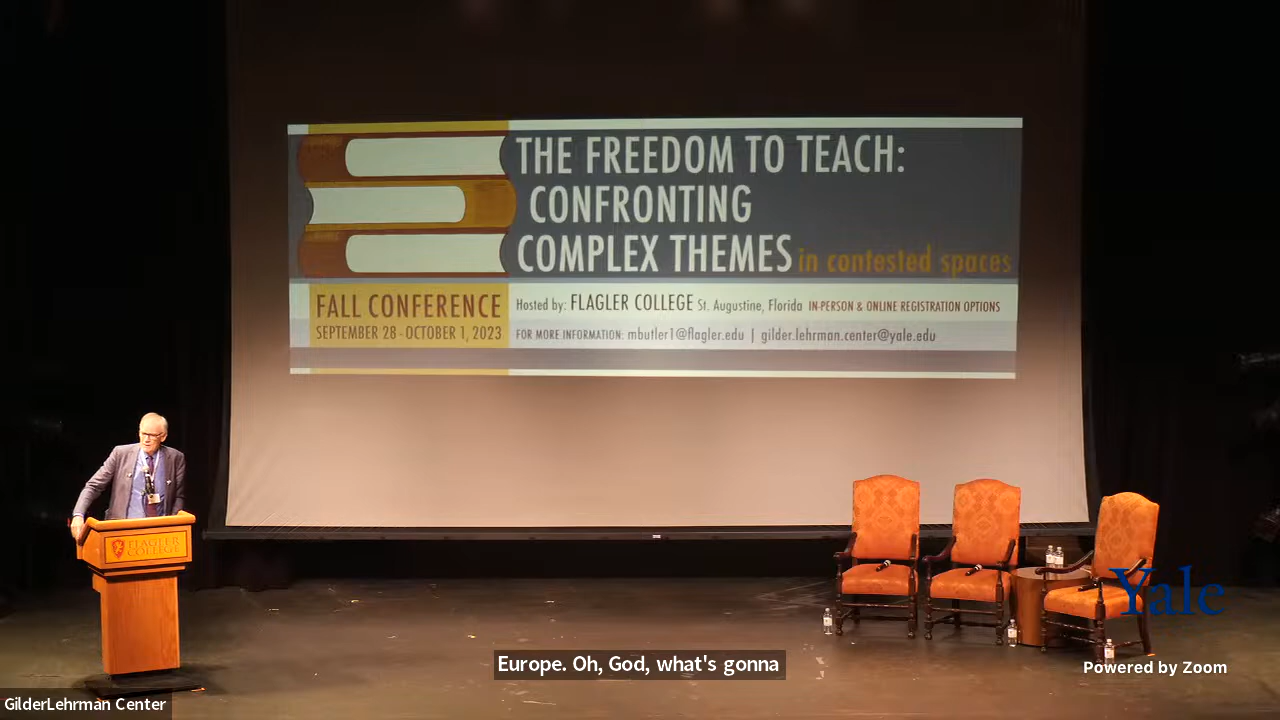 THE FREEDOM TO TEACH:
CONFRONTING
COMPLEX THEMES in contested spaces
FALL CONFERENCE
SEPTEMBER 28 - OCTOBER 1, 2023
Hosted by: FLAGLER COLLEGE St. Augustine, Florida IN-PERSON & ONLINE REGISTRATION OPTIONS
FOR MORE INFORMATION: mbutler1@flagler.edu | gilder.lehrman.center@yale.edu
FLAGLER
COLLEGE
Yale
Europe. Oh, God, what's gonna
Powered by Zoom
GilderLehrman Center